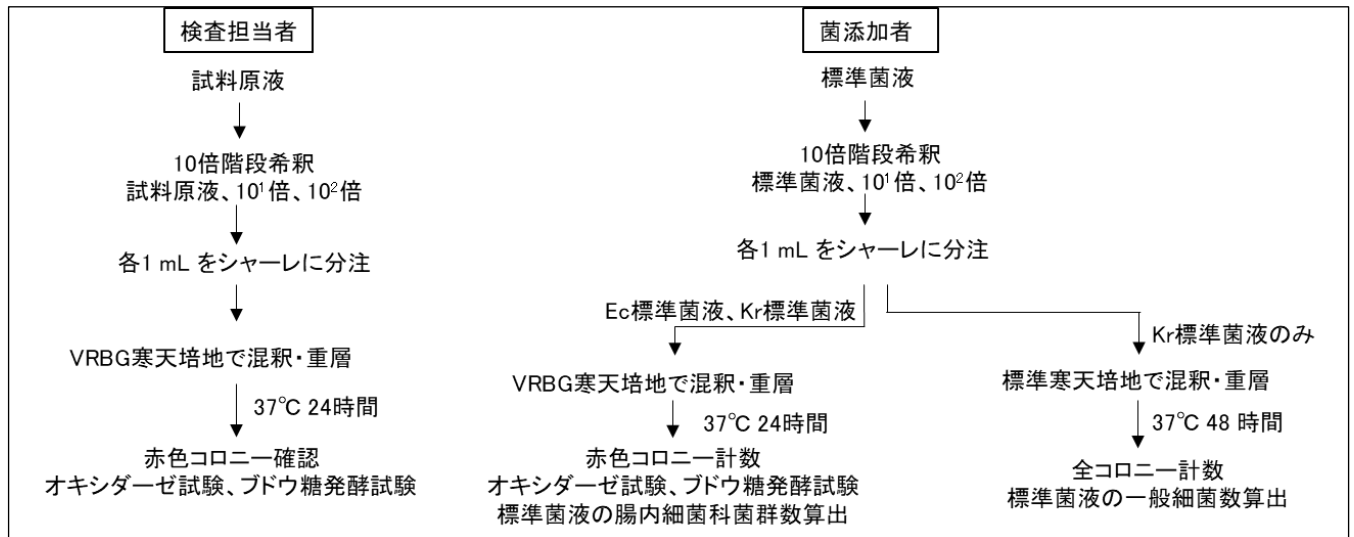 検査担当者
試料原液
10倍階段希釈
試料原液、10¹倍、10²倍
各1 mL をシャーレに分注
VRBG寒天培地で混釈・重層
37℃ 24時間
赤色コロニー確認
オキシダーゼ試験、ブドウ糖発酵試験
菌添加者
標準菌液
10倍階段希釈
標準菌液、10¹倍、10²倍
各1 mL をシャーレに分注
Ec標準菌液、Kr標準菌液
VRBG寒天培地で混釈・重層
37℃ 24時間
赤色コロニー計数
オキシダーゼ試験、ブドウ糖発酵試験
標準菌液の腸内細菌科菌群数算出
Kr標準菌液のみ
標準寒天培地で混釈・重層
37℃ 48 時間
全コロニー計数
標準菌液の一般細菌数算出